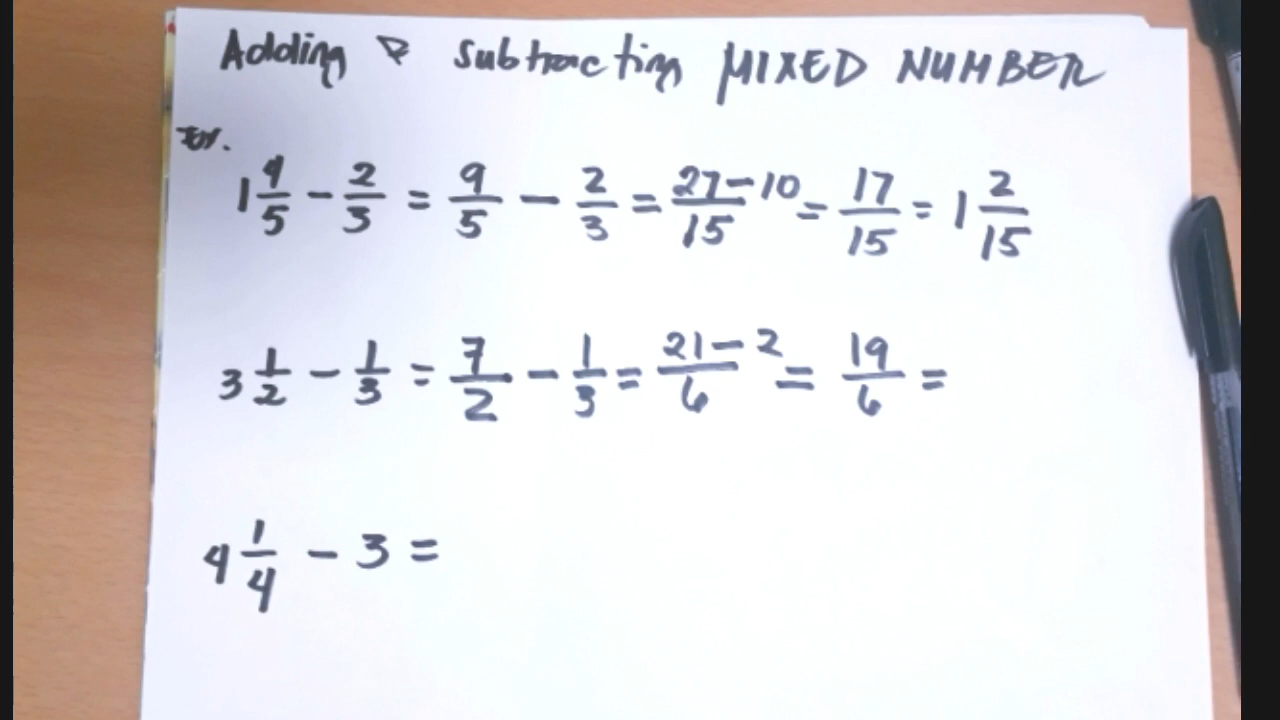 Adding & subtracting MIXED NUMBER
Ex.
1 4/5 - 2/3 = 9/5 - 2/3 = 27-10/15 = 17/15 = 1 2/15
3 1/2 - 1/3 = 7/2 - 1/3 = 21-2/6 = 19/6 =
4 1/4 - 3 =